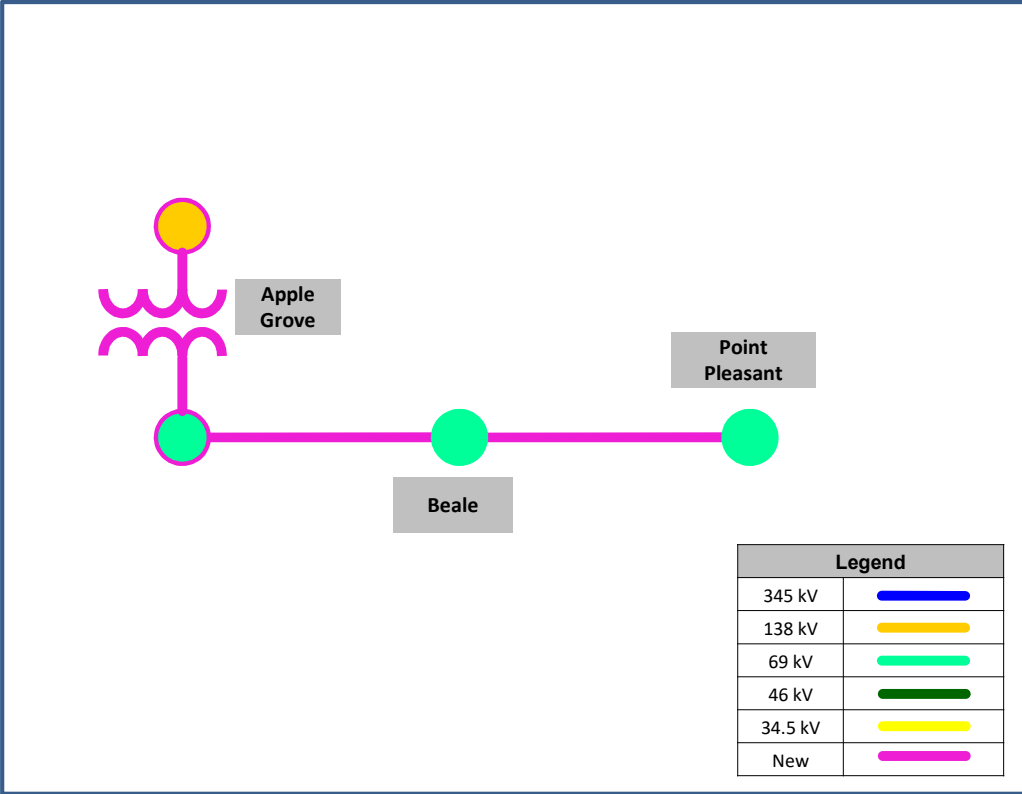 Apple
Grove
Point
Pleasant
Beale
Legend
345 kV
138 kV
69 kV
46 kV
34.5 kV
New